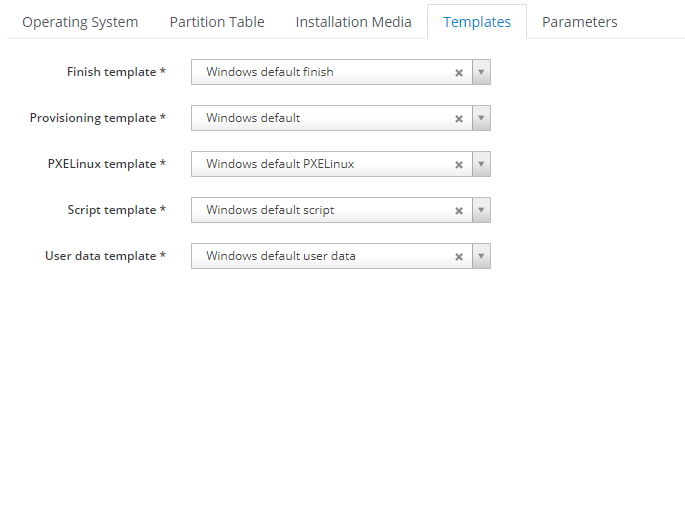 Operating System Partition Table Installation Media Templates Parameters
Finish template * Windows default finish
Provisioning template * Windows default
PXELinux template * Windows default PXELinux
Script template * Windows default script
User data template * Windows default user data